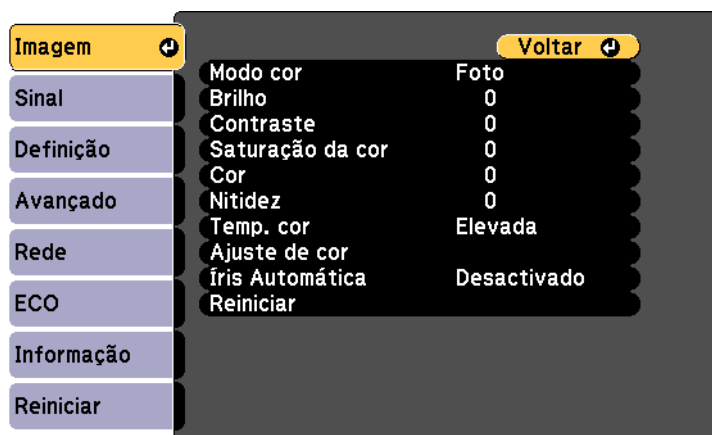 Imagem
Sinal
Definição
Avançado
Rede
ECO
Informação
Reiniciar
Voltar
Modo cor Foto
Brilho 0
Contraste 0
Saturação da cor 0
Cor 0
Nitidez 0
Temp. cor Elevada
Ajuste de cor
Íris Automática Desactivado
Reiniciar